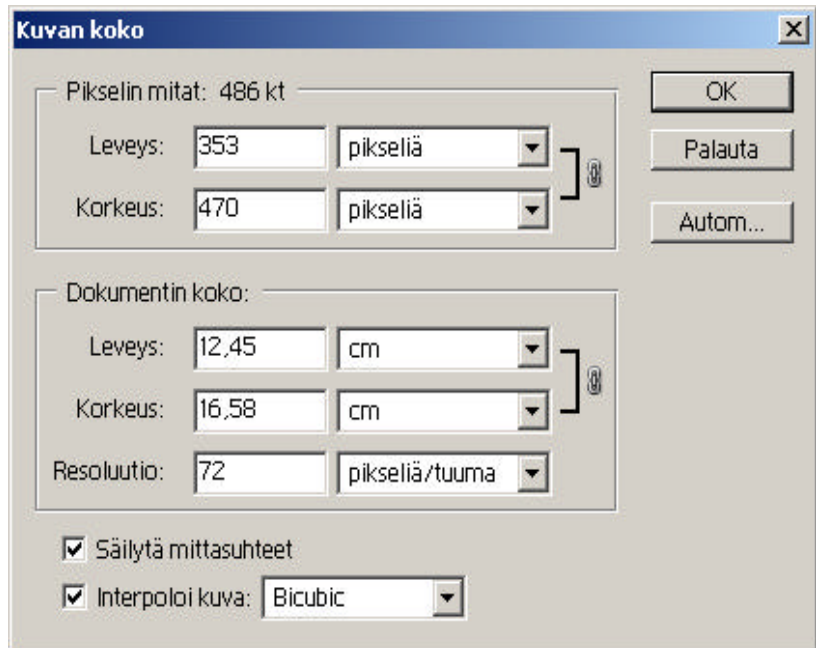 Kuvan koko
Pikselin mitat: 486 kt
OK
Leveys: 353 pikseliä
Palauta
Korkeus: 470 pikseliä
Autom...
Dokumentin koko:
Leveys: 12,45 cm
Korkeus: 16,58 cm
Resoluutio: 72 pikseliä/tuuma
Säilytä mittasuhteet
Interpoloi kuva: Bicubic